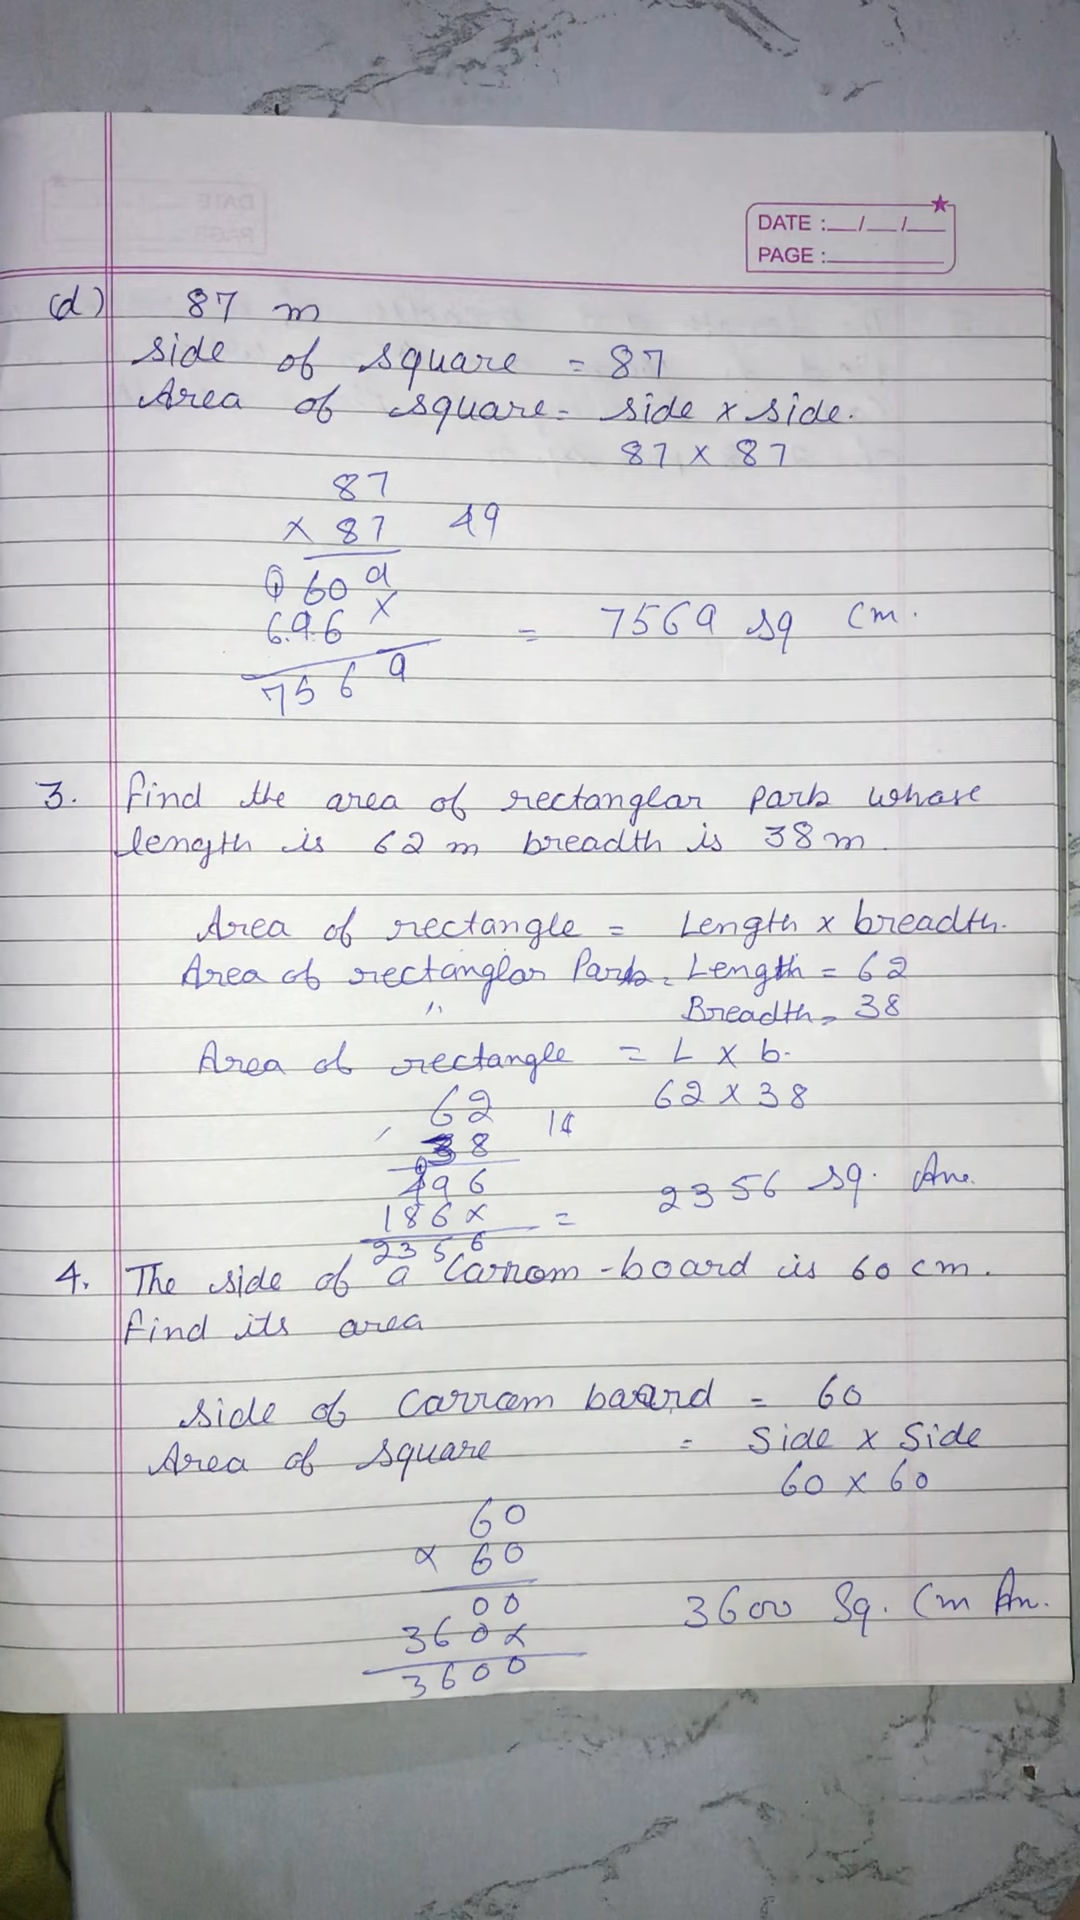 DATE :__/__/__
PAGE :______
(d) 87 m
side of square = 87
Area of square = side x side.
87 x 87
87
x 87 49
609
696 x
= 7569 sq cm.
7569
3. find the area of rectanglar park whose
length is 62 m breadth is 38 m.
Area of rectangle = Length x breadth.
Area of rectanglar Park = Length = 62
" Breadth = 38
Area of rectangle = L x b.
62 x 38
62 16
38
496
2356 sq. Ans.
186x =
2356
4. The side of a Carrom-board is 60 cm.
find its area
side of Carrom board = 60
Area of square = Side x Side
60 x 60
60
x 60
00
3600 Sq. Cm An.
360x
3600